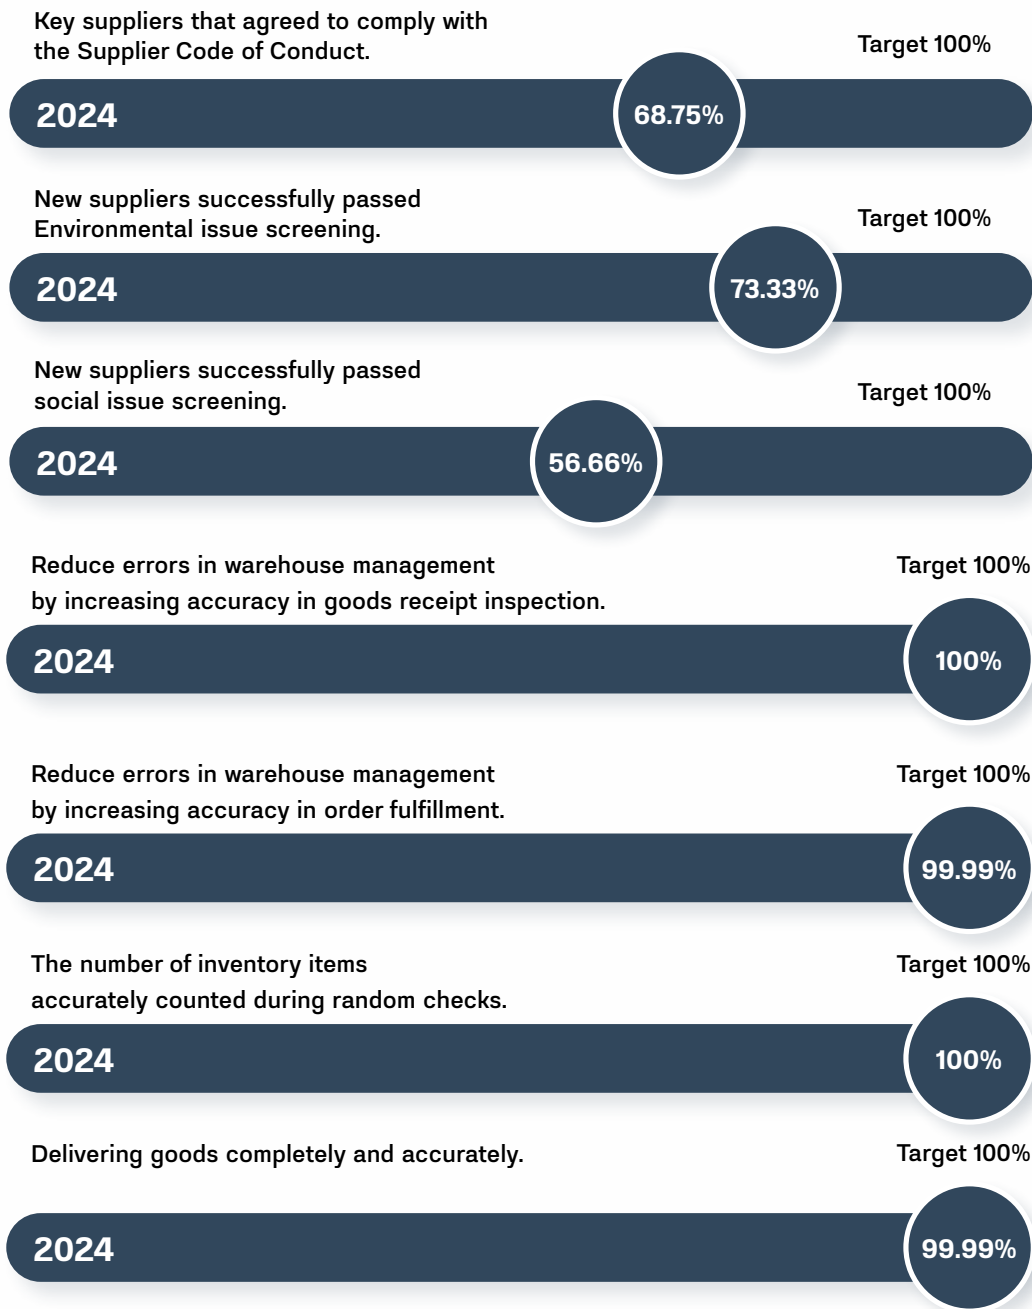 Key suppliers that agreed to comply with
the Supplier Code of Conduct.
Target 100%
2024
68.75%
New suppliers successfully passed
Environmental issue screening.
Target 100%
2024
73.33%
New suppliers successfully passed
social issue screening.
Target 100%
2024
56.66%
Reduce errors in warehouse management
by increasing accuracy in goods receipt inspection.
Target 100%
2024
100%
Reduce errors in warehouse management
by increasing accuracy in order fulfillment.
Target 100%
2024
99.99%
The number of inventory items
accurately counted during random checks.
Target 100%
2024
100%
Delivering goods completely and accurately.
Target 100%
2024
99.99%